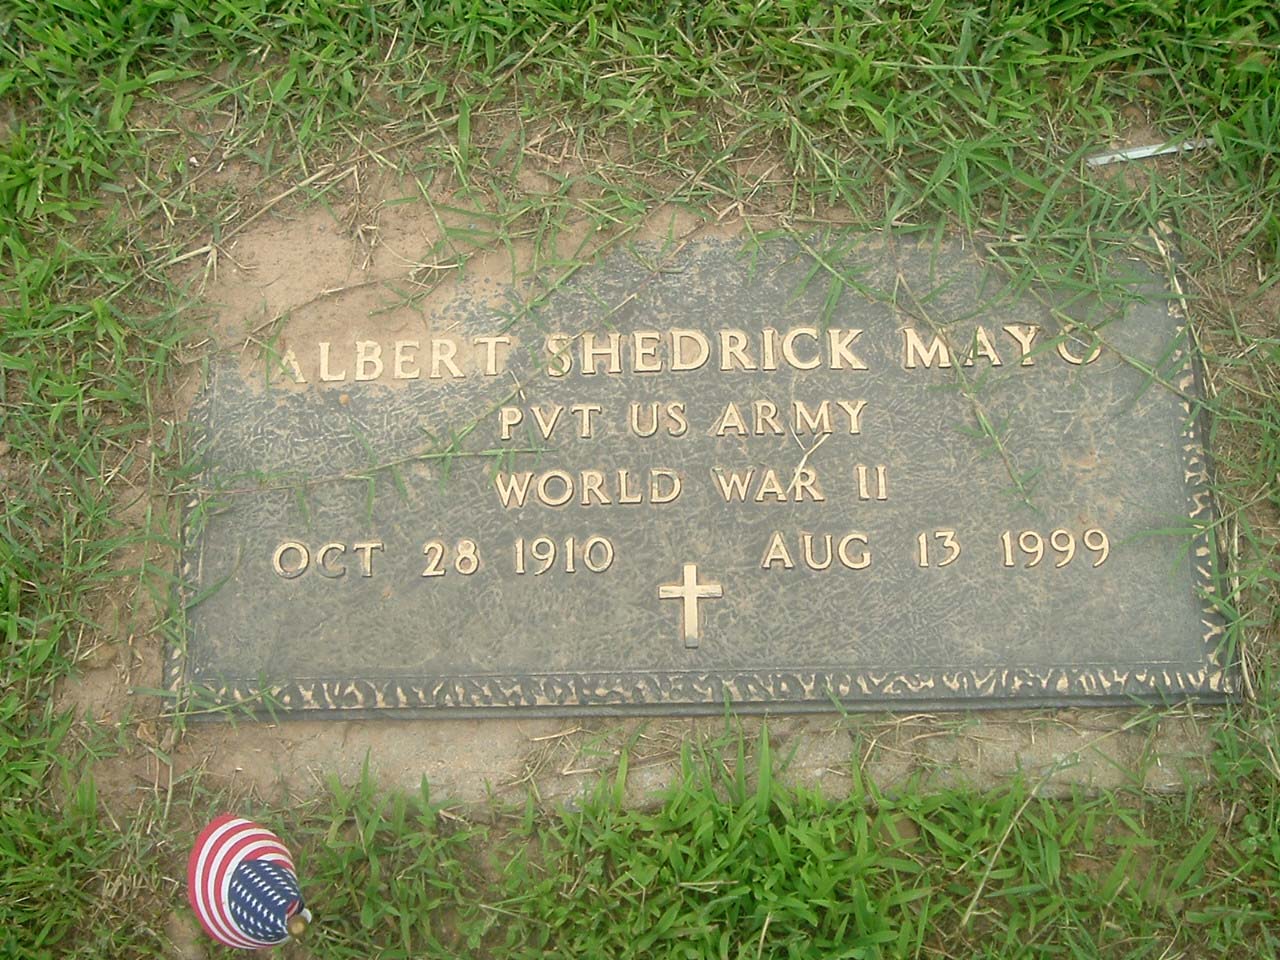 ALBERT SHEDRICK MAYO
PVT US ARMY
WORLD WAR II
OCT 28 1910 AUG 13 1999